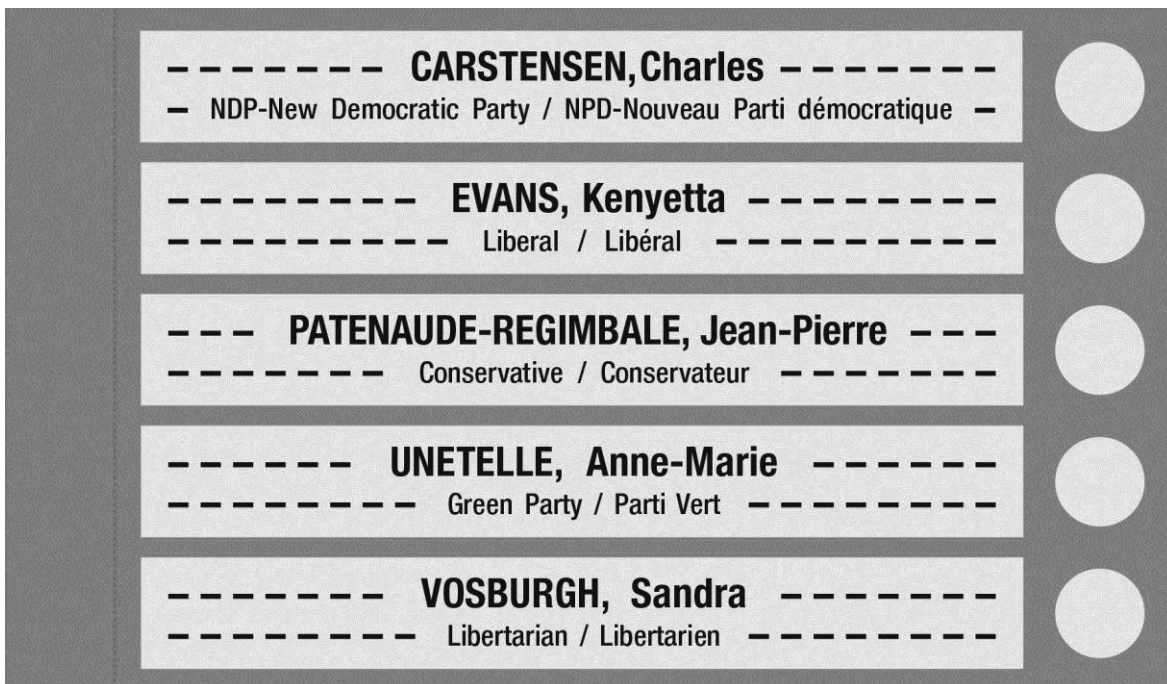 CARSTENSEN, Charles
NDP-New Democratic Party / NPD-Nouveau Parti démocratique
EVANS, Kenyetta
Liberal / Libéral
PATENAUDE-REGIMBALE, Jean-Pierre
Conservative / Conservateur
UNETELLE, Anne-Marie
Green Party / Parti Vert
VOSBURGH, Sandra
Libertarian / Libertarien